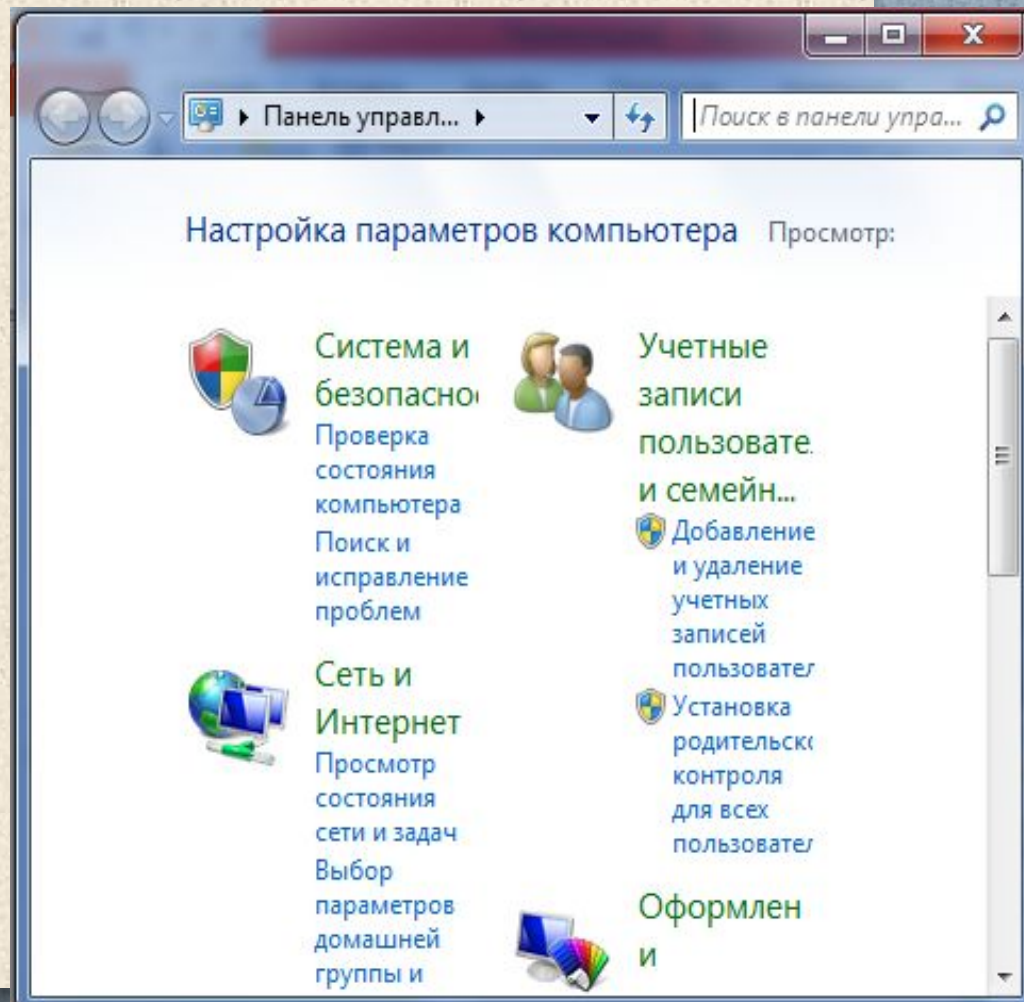 Панель управл...
Поиск в панели упра...
Настройка параметров компьютера Просмотр:
Система и
безопасно
Проверка
состояния
компьютера
Поиск и
исправление
проблем
Сеть и
Интернет
Просмотр
состояния
сети и задач
Выбор
параметров
домашней
группы и
Учетные
записи
пользовате
и семейн...
Добавление
и удаление
учетных
записей
пользовател
Установка
родительск
контроля
для всех
пользовател
Оформлен
и